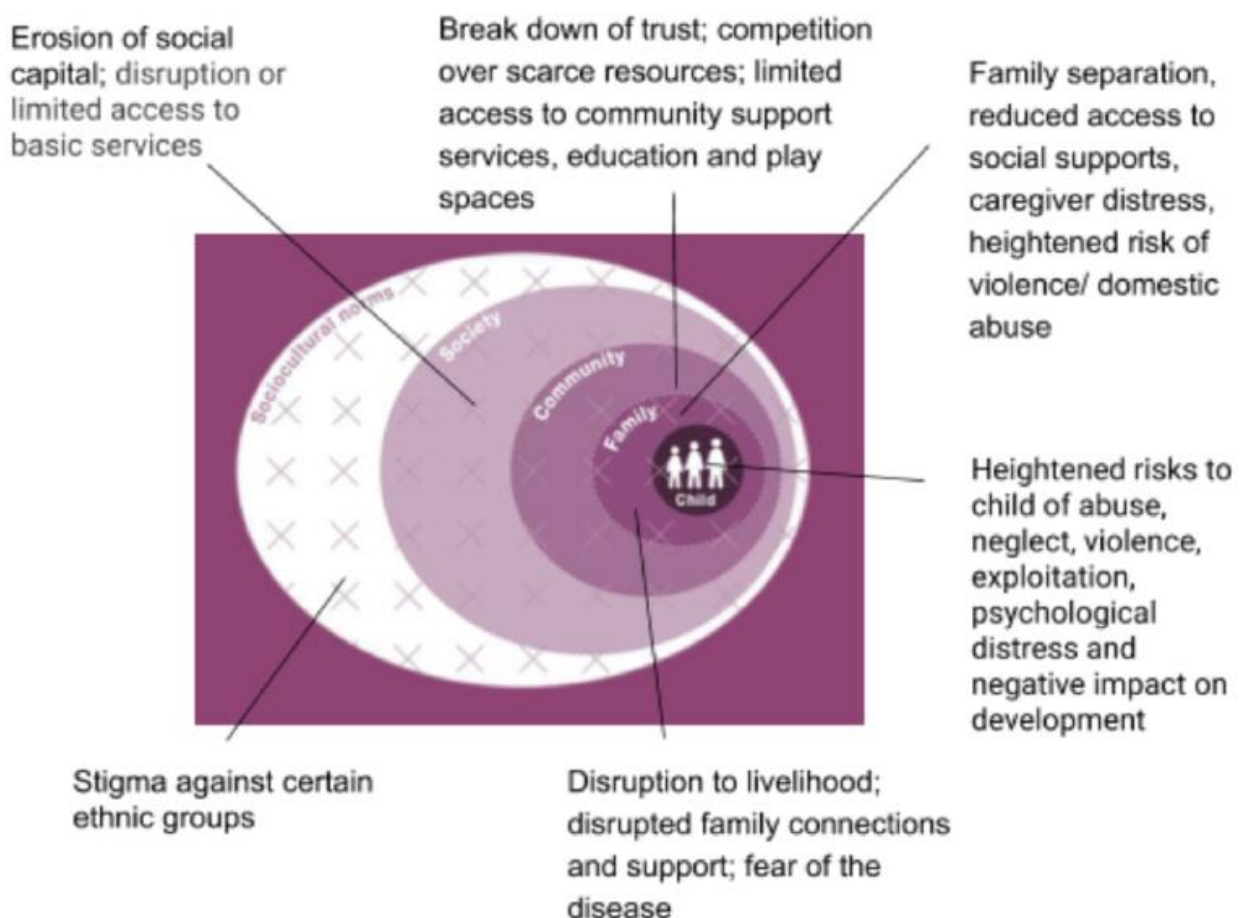 Erosion of social
capital; disruption or
limited access to
basic services
Break down of trust; competition
over scarce resources; limited
access to community support
services, education and play
spaces
Family separation,
reduced access to
social supports,
caregiver distress,
heightened risk of
violence/ domestic
abuse
Sociocultural norms
Society
Community
Family
Child
Heightened risks to
child of abuse,
neglect, violence,
exploitation,
psychological
distress and
negative impact on
development
Stigma against certain
ethnic groups
Disruption to livelihood;
disrupted family connections
and support; fear of the
disease